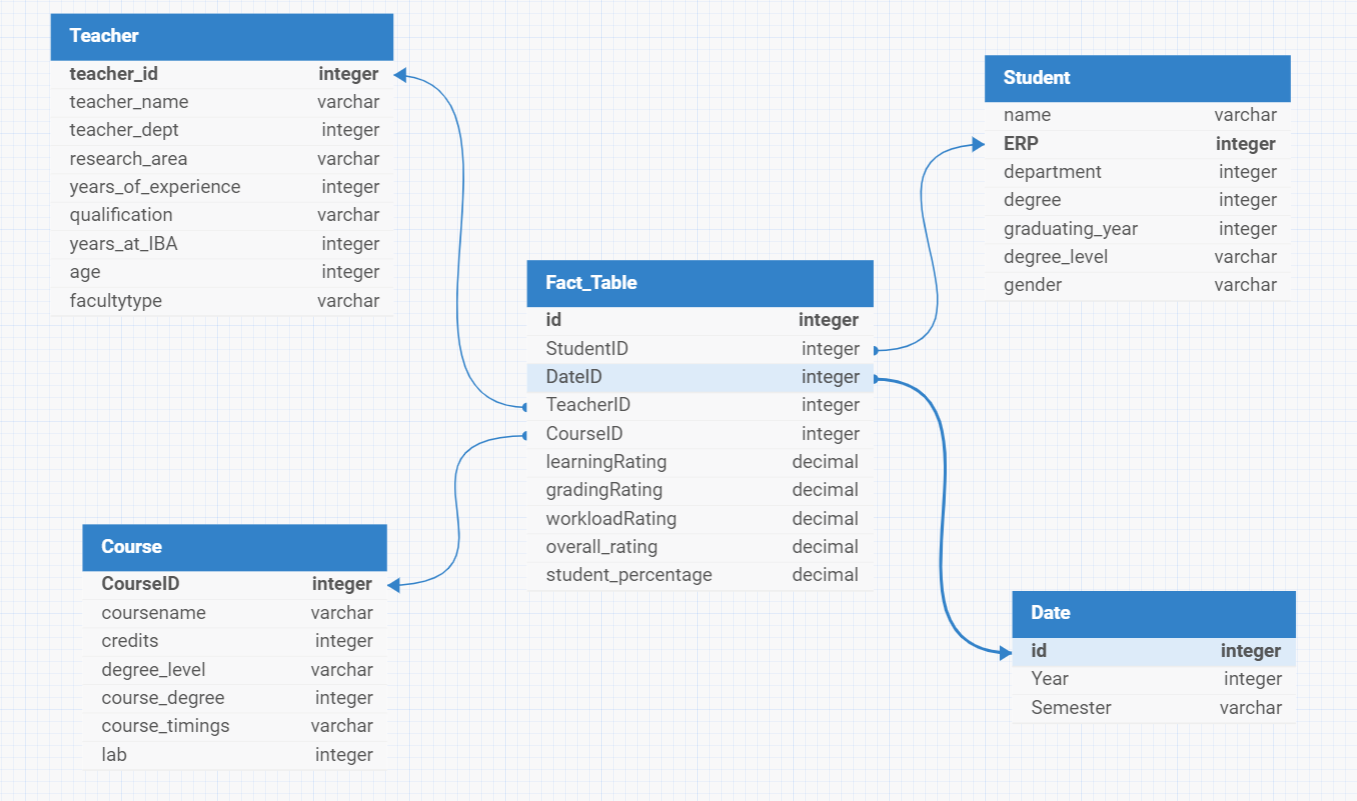 Teacher
teacher_id integer
teacher_name varchar
teacher_dept integer
research_area varchar
years_of_experience integer
qualification varchar
years_at_IBA integer
age integer
facultytype varchar
Student
name varchar
ERP integer
department integer
degree integer
graduating_year integer
degree_level varchar
gender varchar
Fact_Table
id integer
StudentID integer
DateID integer
TeacherID integer
CourseID integer
learningRating decimal
gradingRating decimal
workloadRating decimal
overall_rating decimal
student_percentage decimal
Course
CourseID integer
coursename varchar
credits integer
degree_level varchar
course_degree integer
course_timings varchar
lab integer
Date
id integer
Year integer
Semester varchar